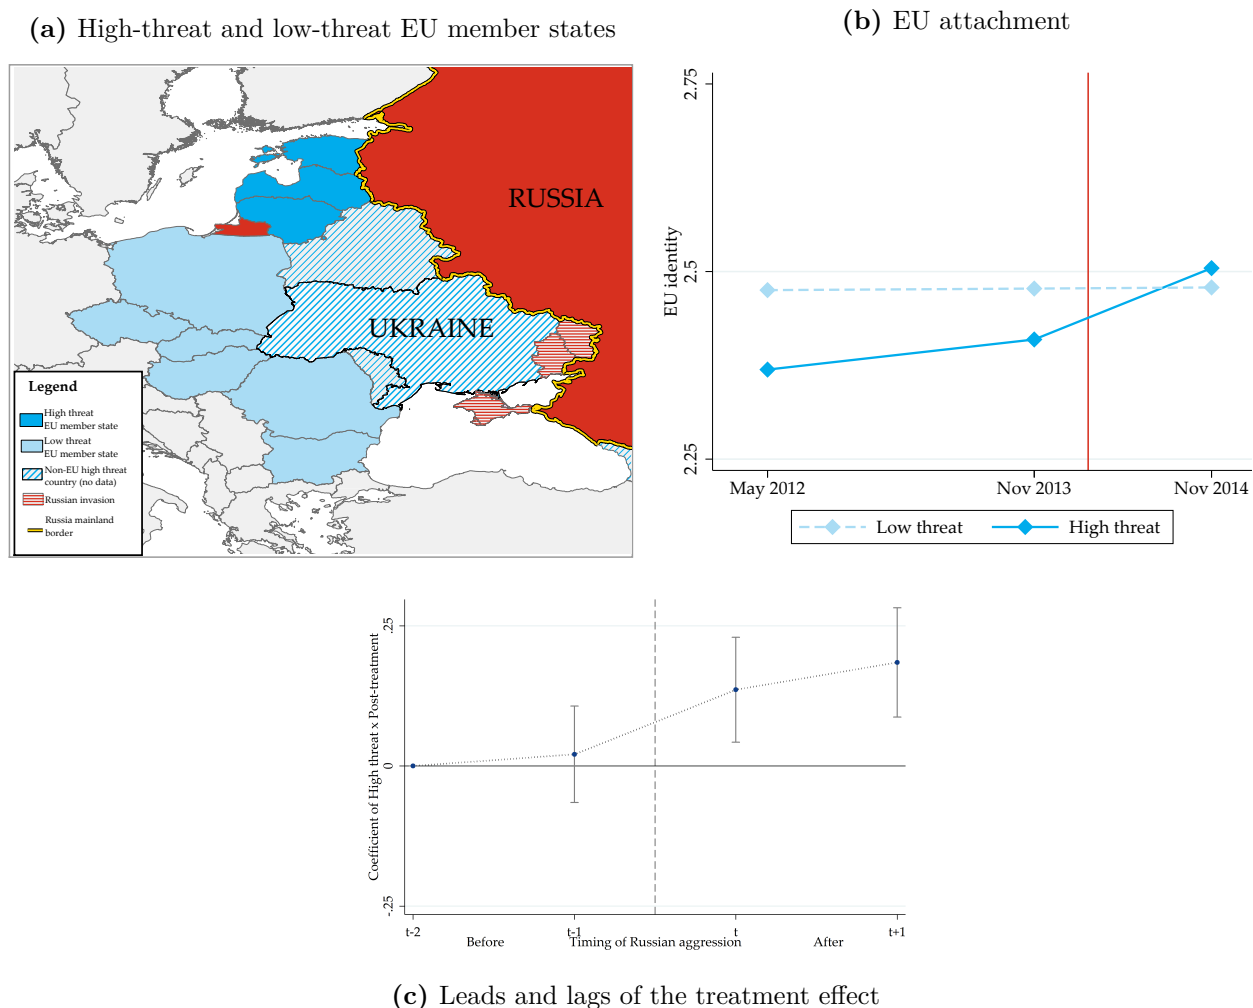 (a) High-threat and low-threat EU member states
RUSSIA
UKRAINE
Legend
High threat
EU member state
Low threat
EU member state
Non-EU high threat
country (no data)
Russian invasion
Russia mainland
border
(b) EU attachment
EU identity
2.75
2.5
2.25
May 2012
Nov 2013
Nov 2014
Low threat
High threat
Coefficient of High threat x Post-treatment
.25
0
-.25
t-2
t-1
t
t+1
Before
Timing of Russian aggression
After
(c) Leads and lags of the treatment effect